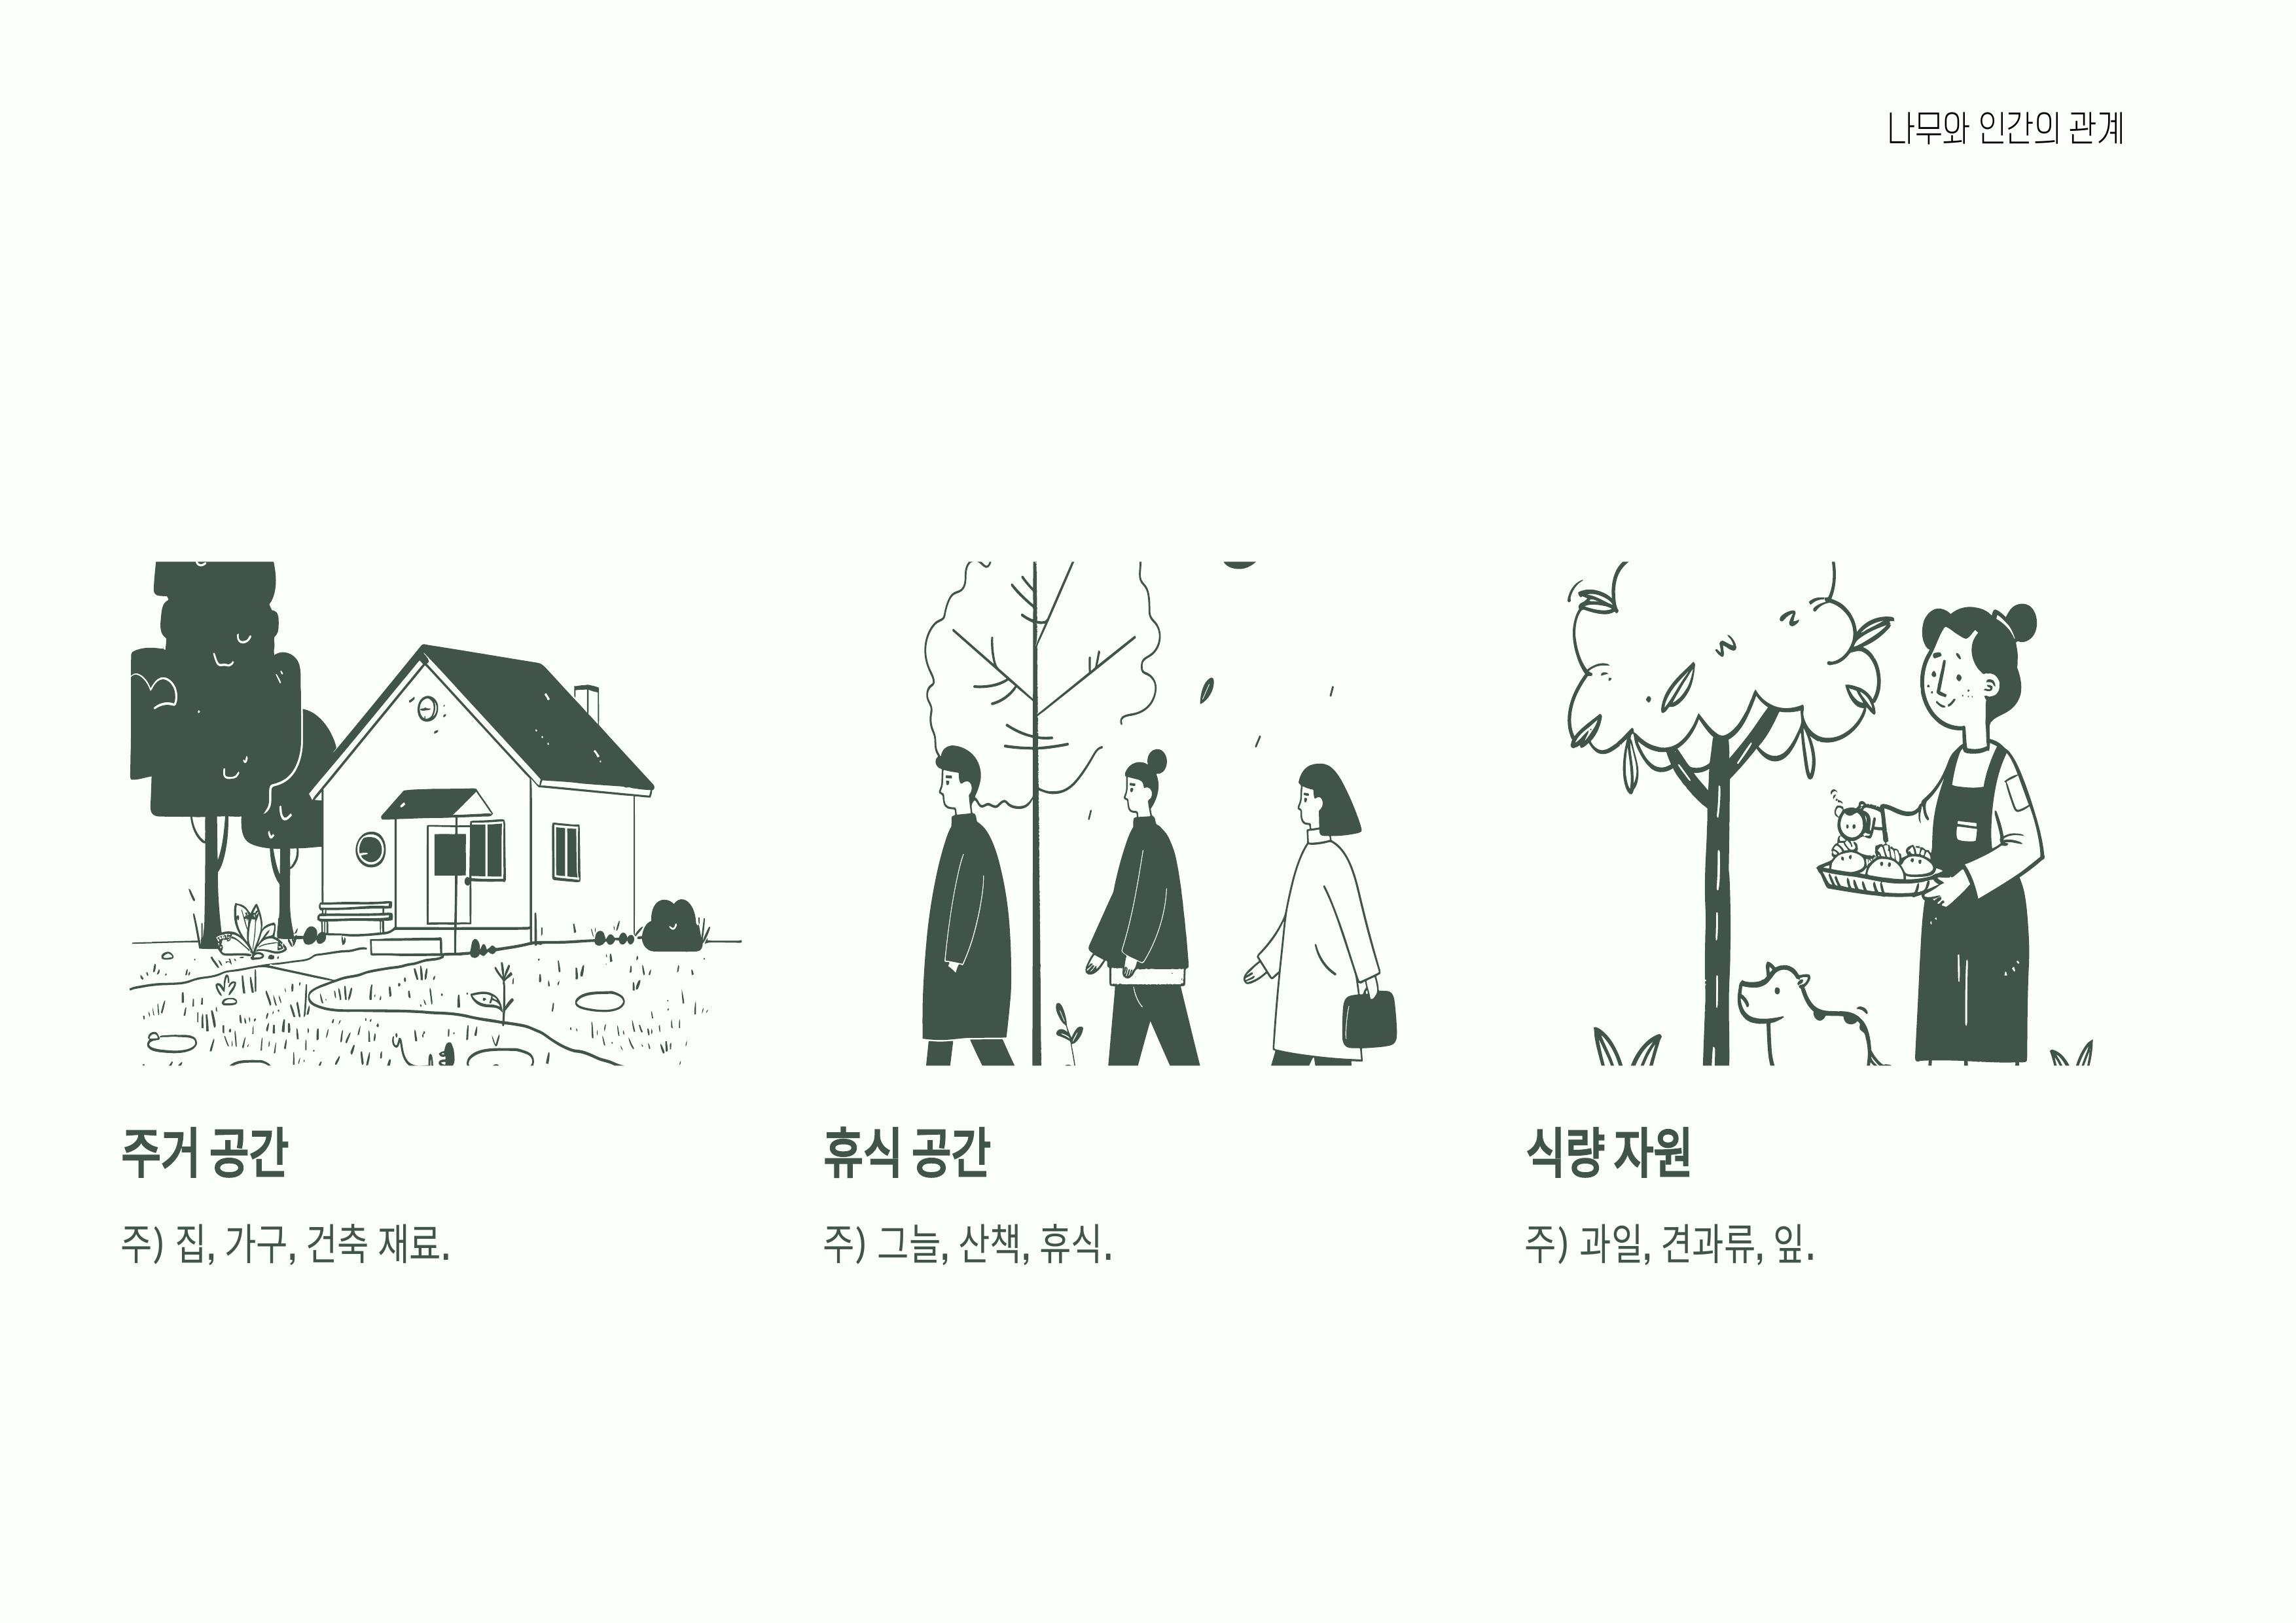 나무와 인간의 관계
주거 공간
주) 집, 가구, 건축 재료.
휴식 공간
주) 그늘, 산책, 휴식.
식량 자원
주) 과일, 견과류, 잎.